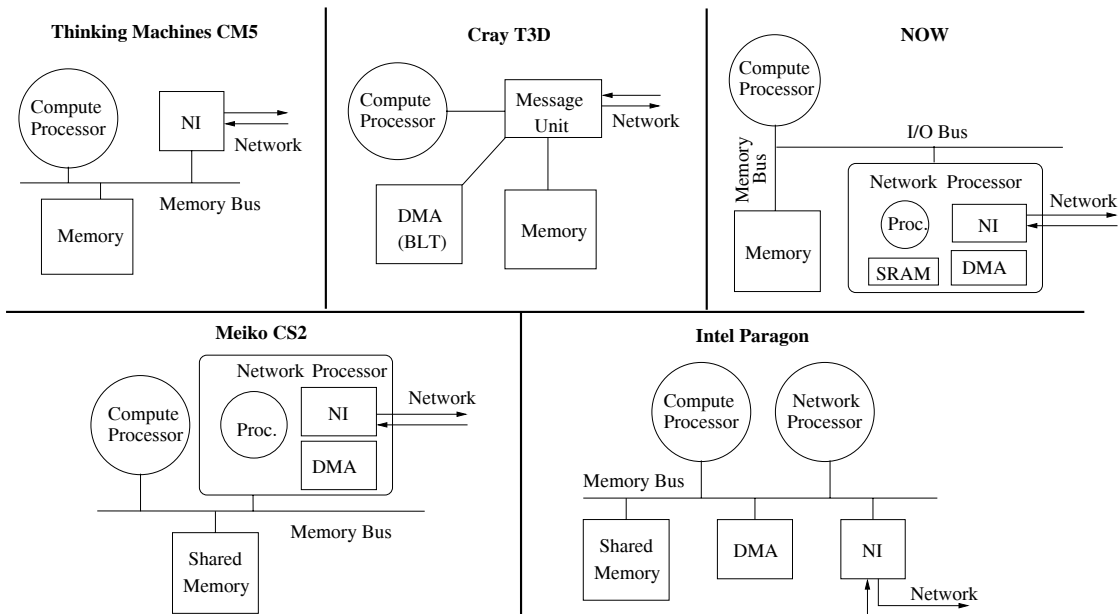 Thinking Machines CM5
Compute
Processor
NI
Network
Memory Bus
Memory
Cray T3D
Compute
Processor
Message
Unit
Network
DMA
(BLT)
Memory
NOW
Compute
Processor
I/O Bus
Memory
Bus
Network Processor
Proc.
NI
Network
SRAM
DMA
Memory
Meiko CS2
Network Processor
Compute
Processor
Proc.
NI
Network
DMA
Memory Bus
Shared
Memory
Intel Paragon
Compute
Processor
Network
Processor
Memory Bus
Shared
Memory
DMA
NI
Network